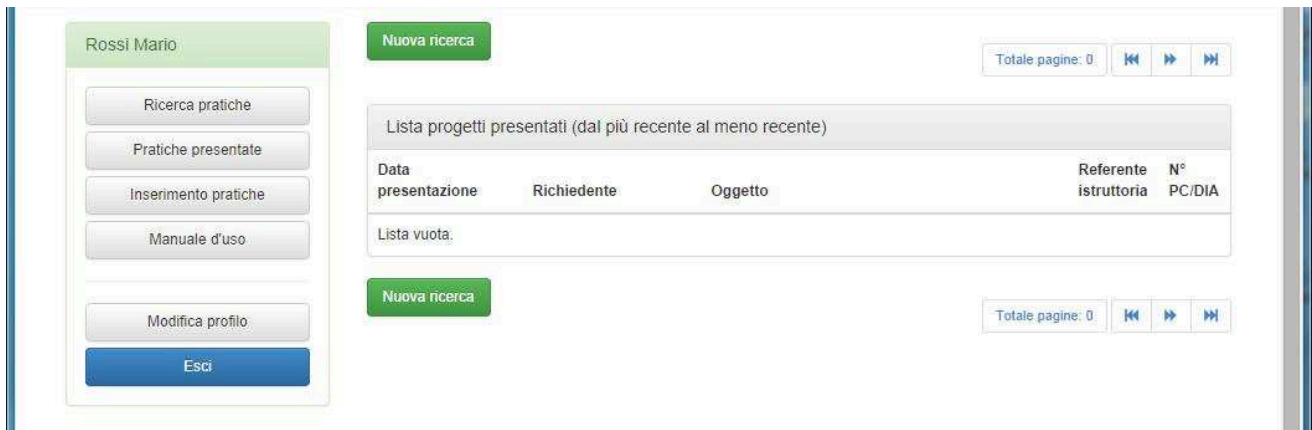 Rossi Mario
Ricerca pratiche
Pratiche presentate
Inserimento pratiche
Manuale d'uso
Modifica profilo
Esci
Nuova ricerca
Totale pagine: 0
Lista progetti presentati (dal più recente al meno recente)
Data presentazione Richiedente Oggetto Referente istruttoria N° PC/DIA
Lista vuota.
Nuova ricerca
Totale pagine: 0